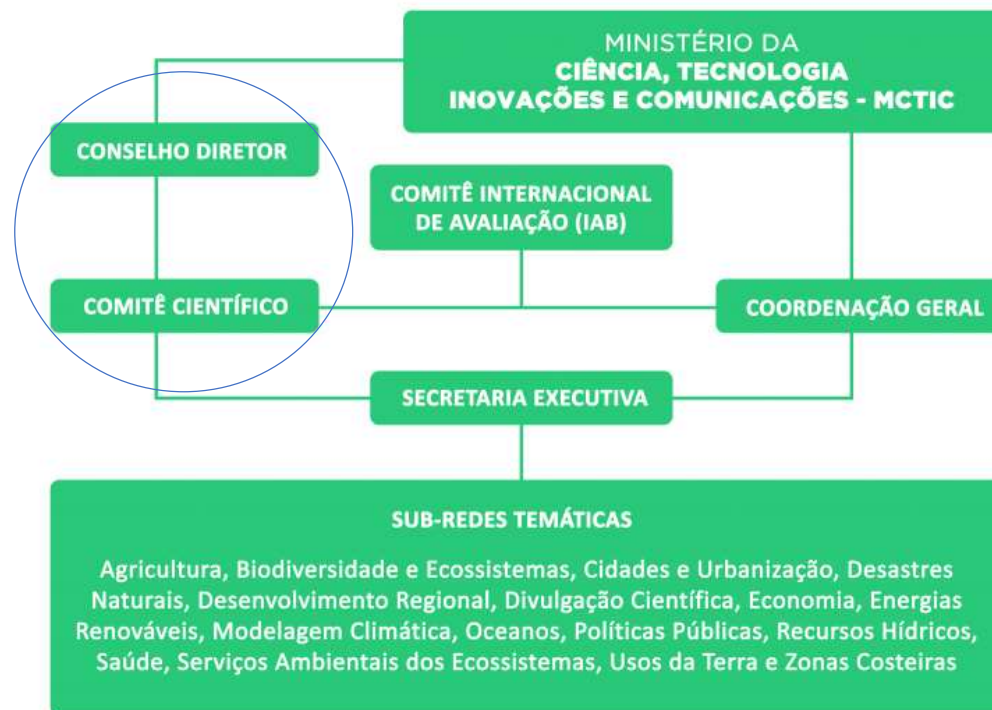 MINISTÉRIO DA
CIÊNCIA, TECNOLOGIA
INOVAÇÕES E COMUNICAÇÕES - MCTIC
CONSELHO DIRETOR
COMITÊ INTERNACIONAL
DE AVALIAÇÃO (IAB)
COMITÊ CIENTÍFICO
COORDENAÇÃO GERAL
SECRETARIA EXECUTIVA
SUB-REDES TEMÁTICAS
Agricultura, Biodiversidade e Ecossistemas, Cidades e Urbanização, Desastres
Naturais, Desenvolvimento Regional, Divulgação Científica, Economia, Energias
Renováveis, Modelagem Climática, Oceanos, Políticas Públicas, Recursos Hídricos,
Saúde, Serviços Ambientais dos Ecossistemas, Usos da Terra e Zonas Costeiras